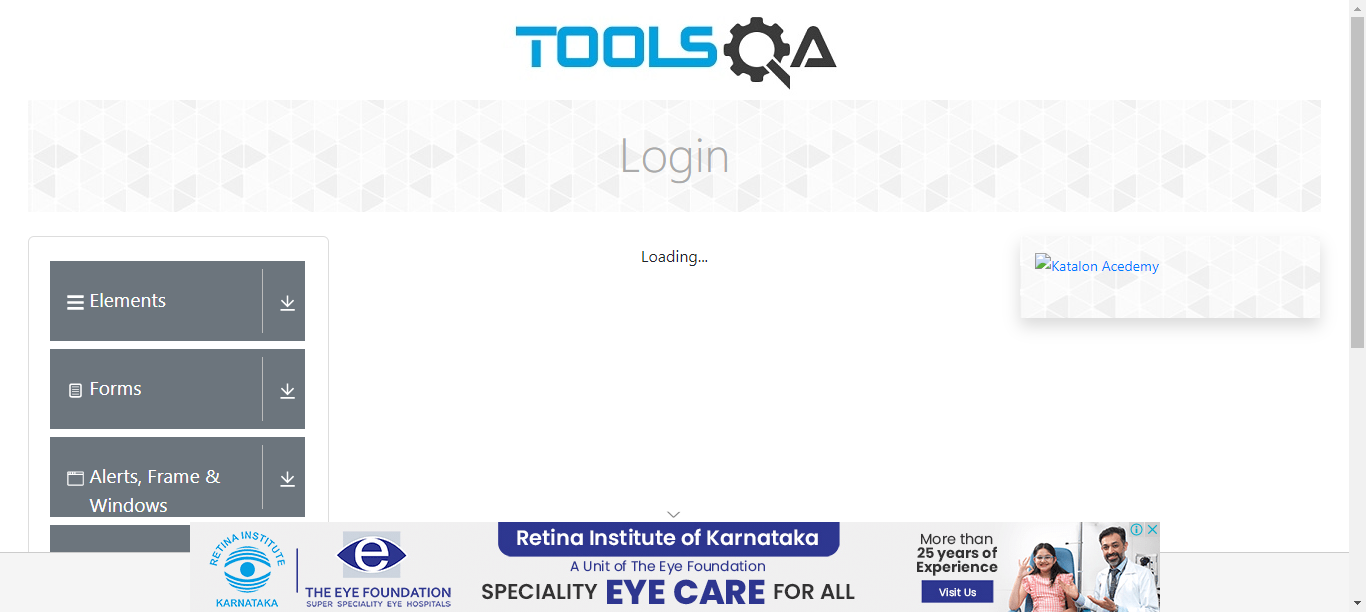 TOOLSQA
Login
Elements
Forms
Alerts, Frame &
Windows
Loading...
Katalon Acedemy
RETINA INSTITUTE
KARNATAKA
e
THE EYE FOUNDATION
SUPER SPECIALITY EYE HOSPITALS
Retina Institute of Karnataka
A Unit of The Eye Foundation
SPECIALITY EYE CARE FOR ALL
More than
25 years of
Experience
Visit Us